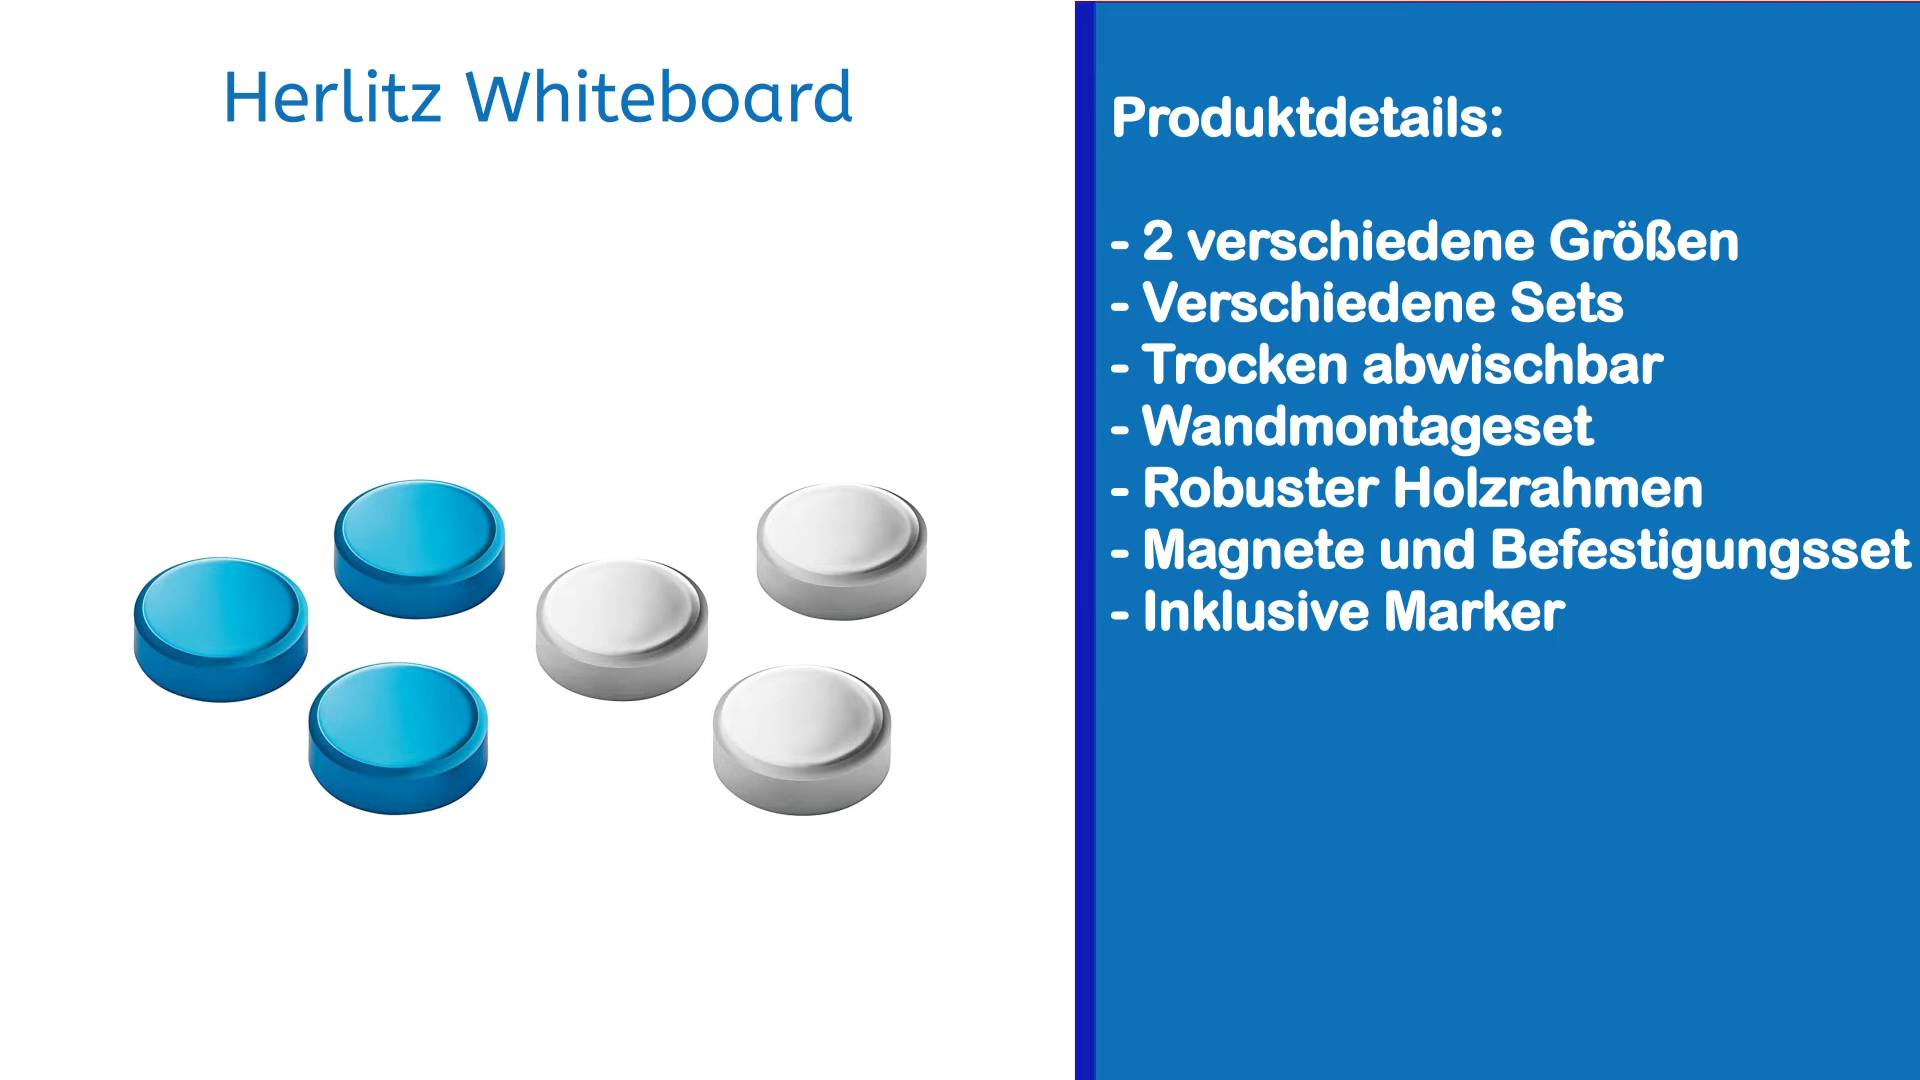 Herlitz Whiteboard
Produktdetails:
- 2 verschiedene Größen
- Verschiedene Sets
- Trocken abwischbar
- Wandmontageset
- Robuster Holzrahmen
- Magnete und Befestigungsset
- Inklusive Marker